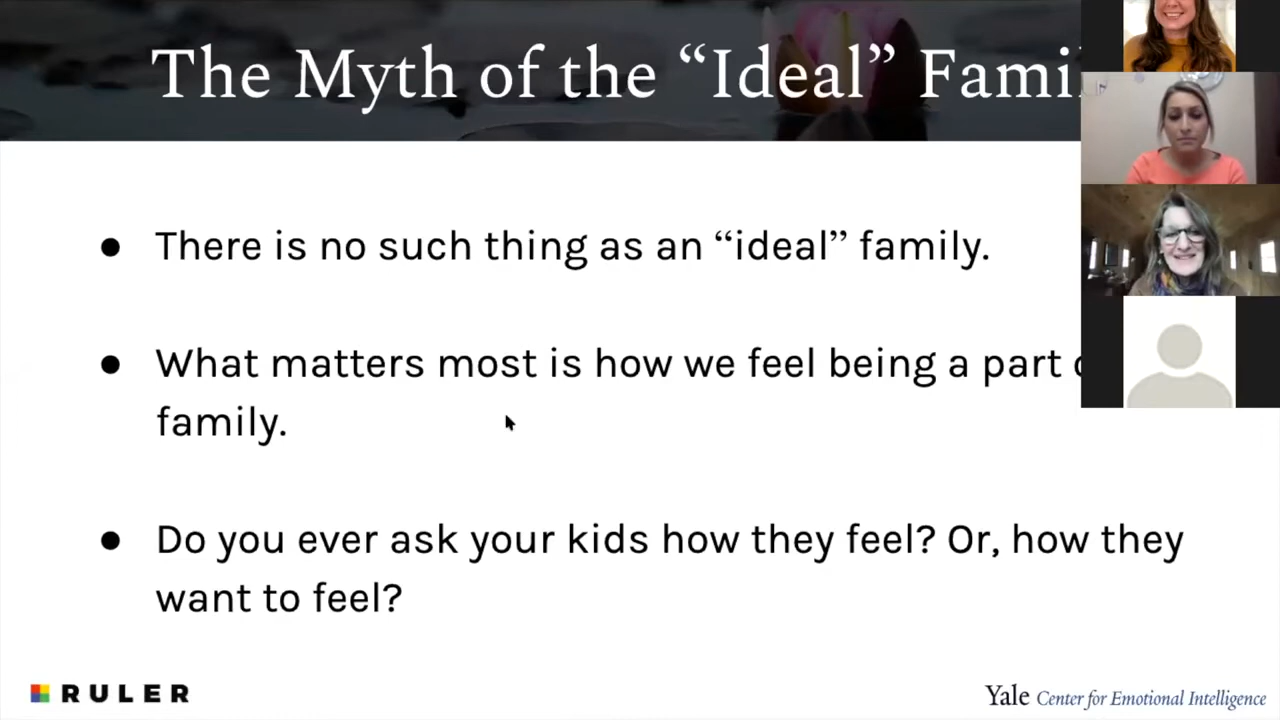 The Myth of the “Ideal”
● There is no such thing as an “ideal” family.
● What matters most is how we feel being a part
family.
● Do you ever ask your kids how they feel? Or, how they
want to feel?
RULER
Yale Center for Emotional Intelligence